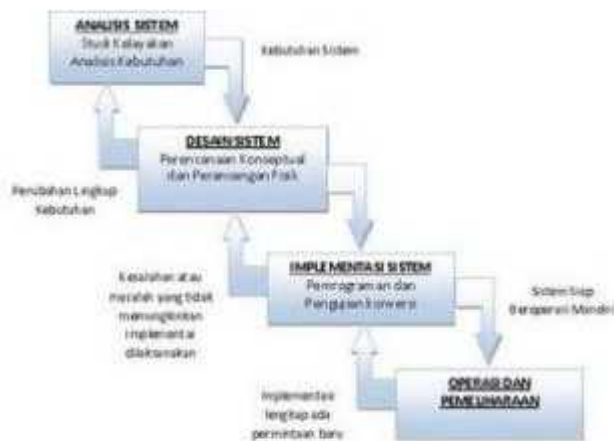 ANALISIS SISTEM
Studi Kelayakan
Analisis Kebutuhan
Kebutuhan Sistem
DESAIN SISTEM
Perencanaan Konseptual
dan Perancangan Fisik
Perubahan Lingkup
Kebutuhan
IMPLEMENTASI SISTEM
Pemrograman dan
Pengujian Konversi
Kesalahan atau
masalah yang tidak
memungkinkan
implementai
dilaksanakan
Sistem Siap
Beroperasi Mandiri
OPERASI DAN
PEMELIHARAAN
Implementasi
lengkap ada
permintaan baru